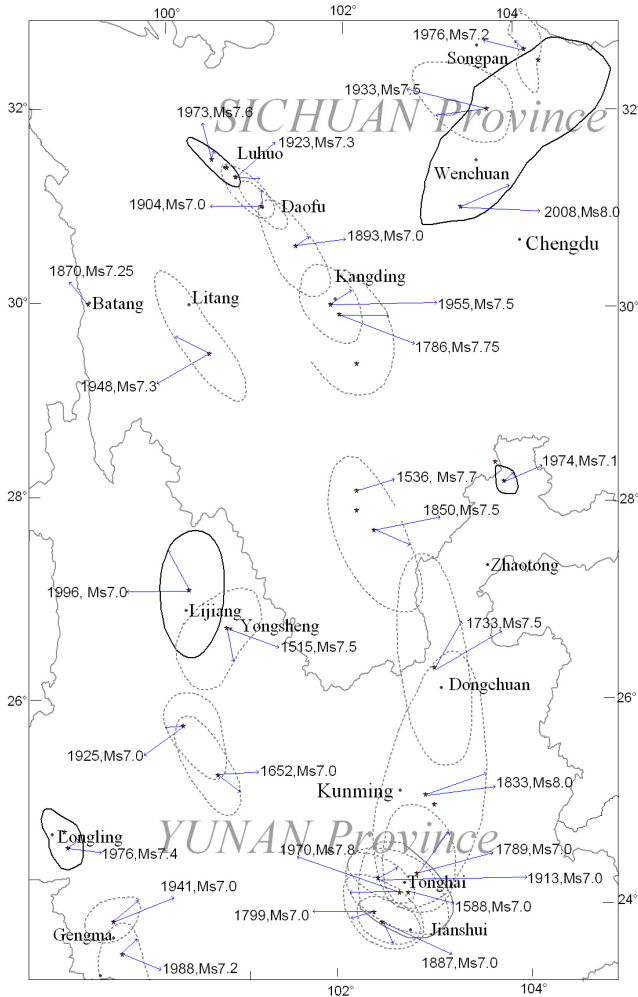 100° 102° 104°
1976,Ms7.2
Songpan
1933,Ms7.5
32° 32°
1973,Ms7.6
SICHUAN Province
1923,Ms7.3
Luhuo
Wenchuan
1904,Ms7.0
Daofu
2008,Ms8.0
1893,Ms7.0
Chengdu
1870,Ms7.25
Kangding
Litang
30° Batang 1955,Ms7.5 30°
1786,Ms7.75
1948,Ms7.3
1974,Ms7.1
1536, Ms7.7
28° 28°
1850,Ms7.5
Zhaotong
1996, Ms7.0
Lijiang
Yongsheng
1733,Ms7.5
1515,Ms7.5
Dongchuan
26° 26°
1925,Ms7.0
1652,Ms7.0
Kunming
1833,Ms8.0
Longling
YUNAN Province
1976,Ms7.4
1970,Ms7.8
1789,Ms7.0
1913,Ms7.0
Tonghai
1941,Ms7.0
1588,Ms7.0
24° 24°
1799,Ms7.0
Gengma
Jianshui
1887,Ms7.0
1988,Ms7.2
102° 104°